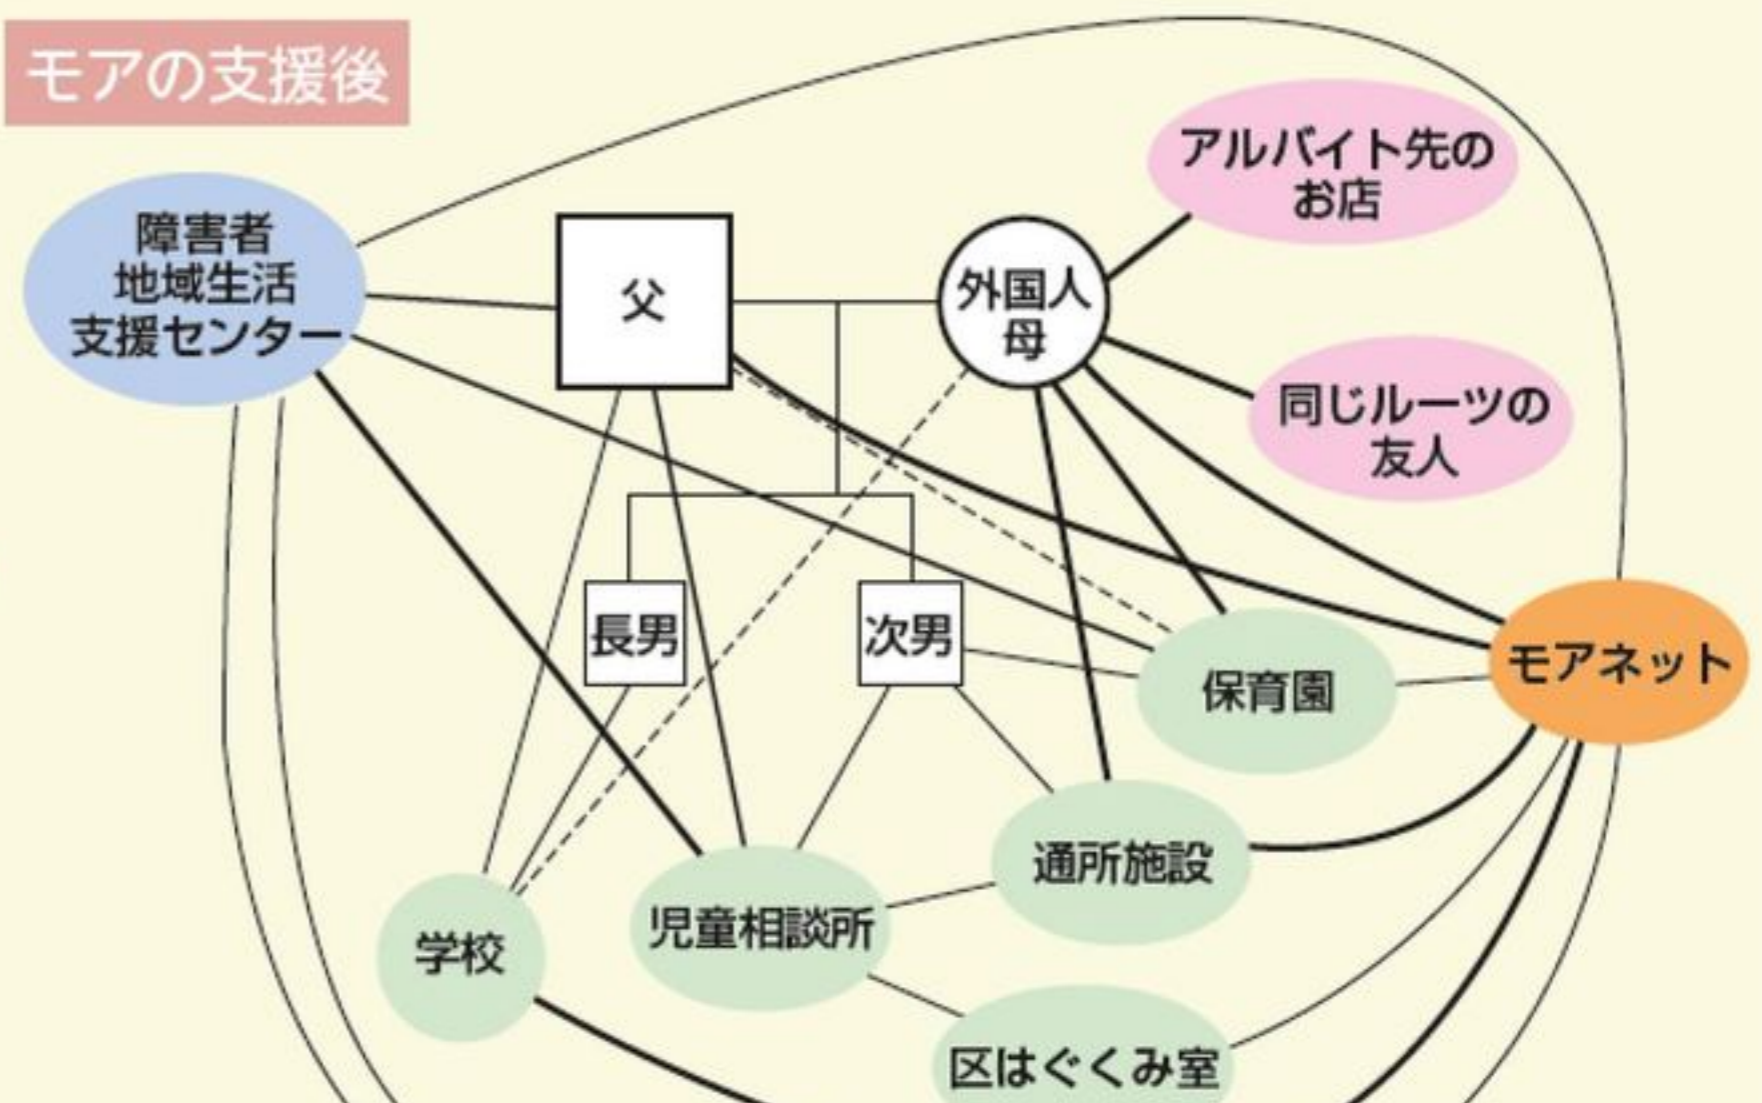 モアの支援後
アルバイト先の
お店
障害者
地域生活
支援センター
父
外国人
母
同じルーツの
友人
長男
次男
保育園
モアネット
通所施設
児童相談所
学校
区はぐくみ室